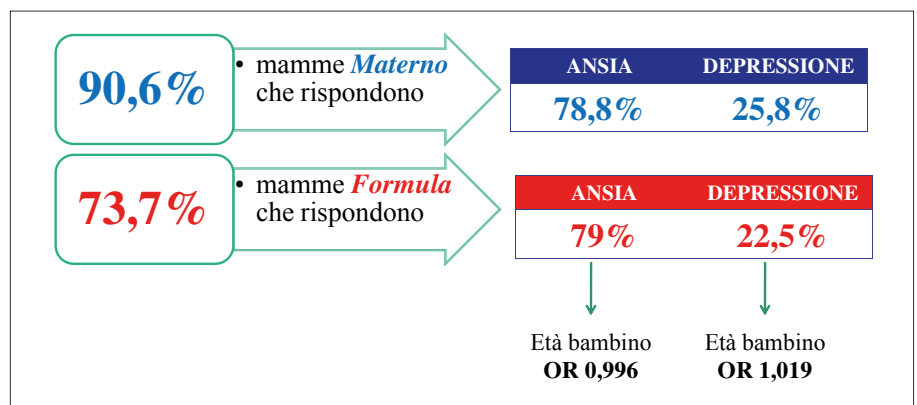 90,6%
• mamme Materno
che rispondono
ANSIA DEPRESSIONE
78,8% 25,8%
73,7%
• mamme Formula
che rispondono
ANSIA DEPRESSIONE
79% 22,5%
Età bambino Età bambino
OR 0,996 OR 1,019